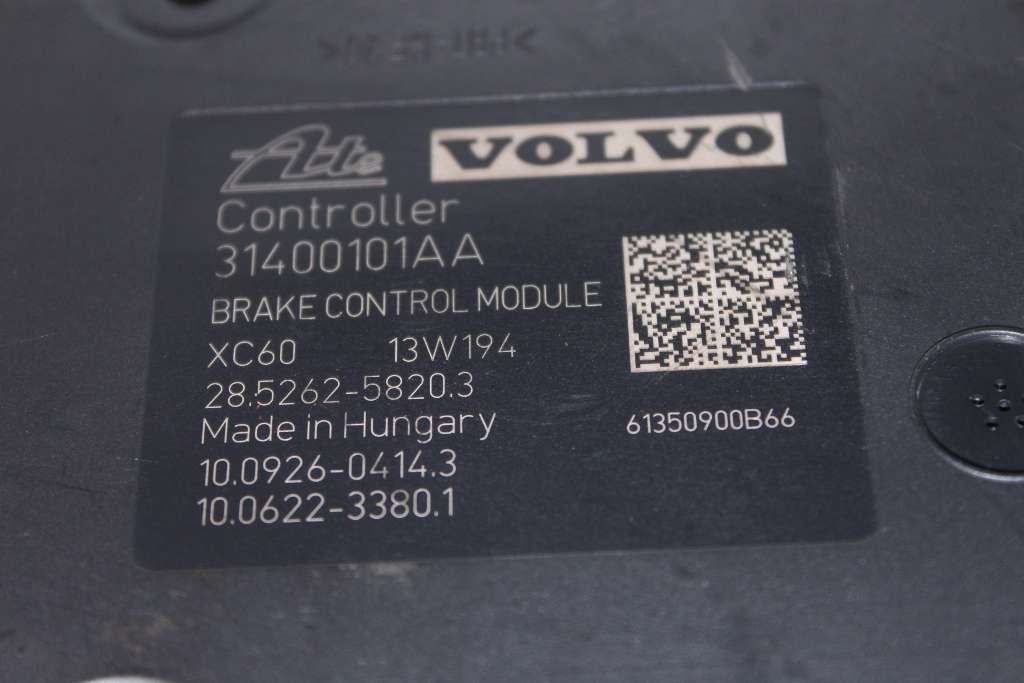 Ate VOLVO
Controller
31400101AA
BRAKE CONTROL MODULE
XC60 13W194
28.5262-5820.3
Made in Hungary
61350900B66
10.0926-0414.3
10.0622-3380.1